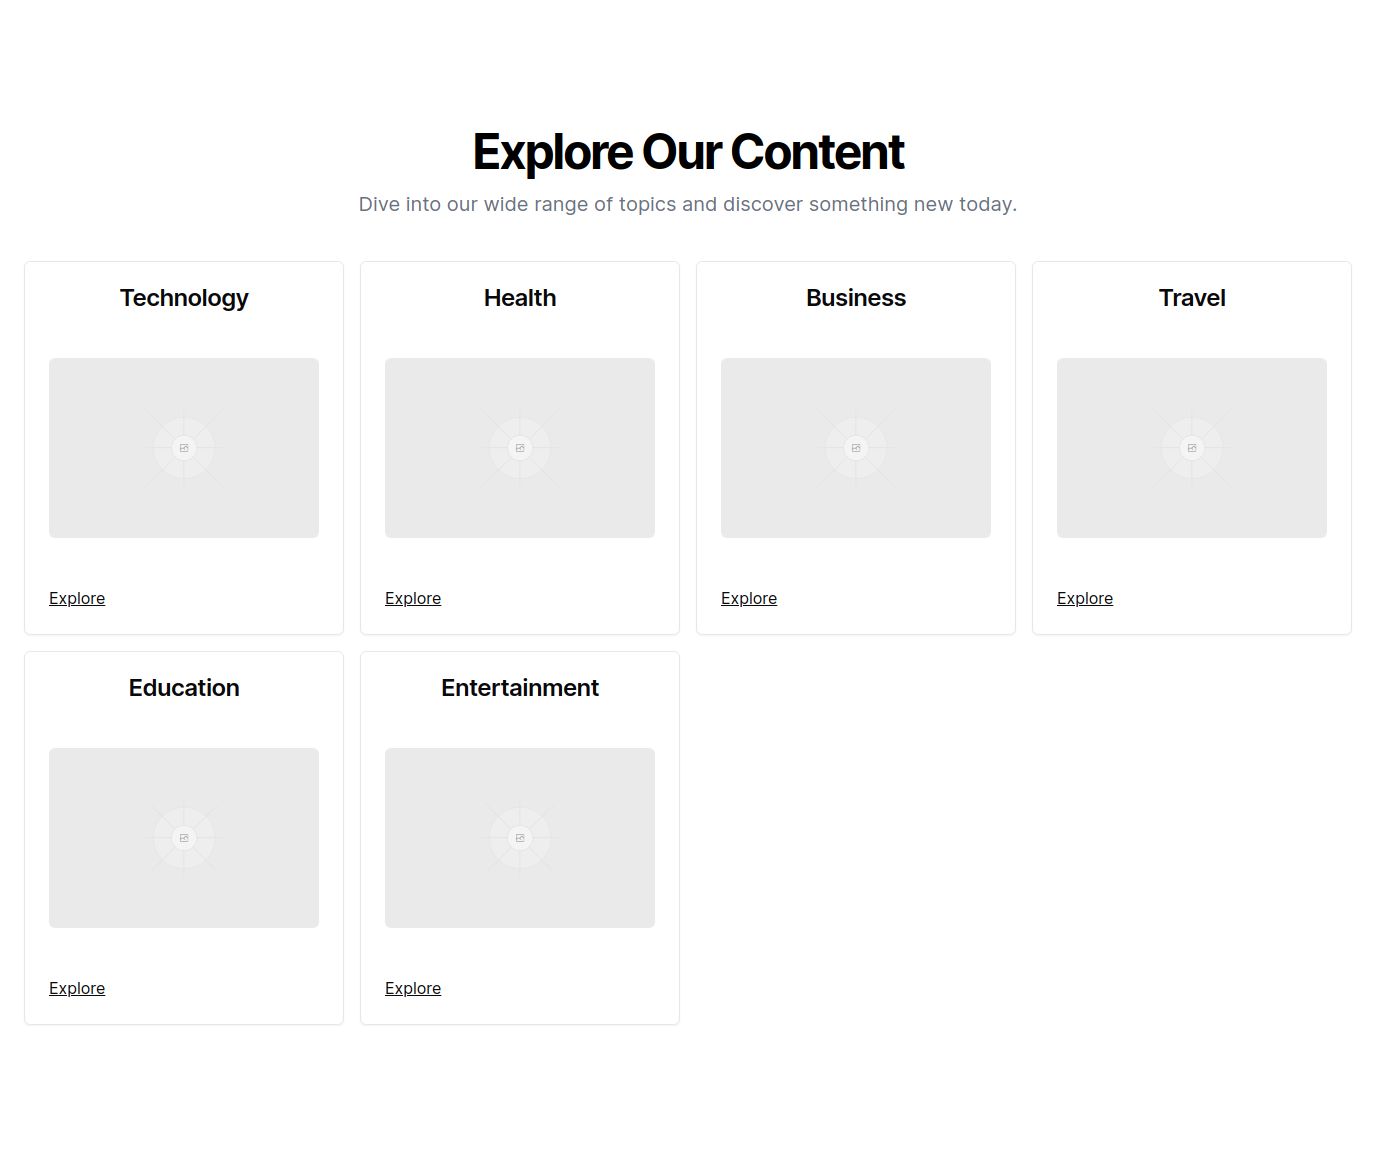 Explore Our Content
Dive into our wide range of topics and discover something new today.
Technology
Health
Business
Travel
Explore
Explore
Explore
Explore
Education
Entertainment
Explore
Explore